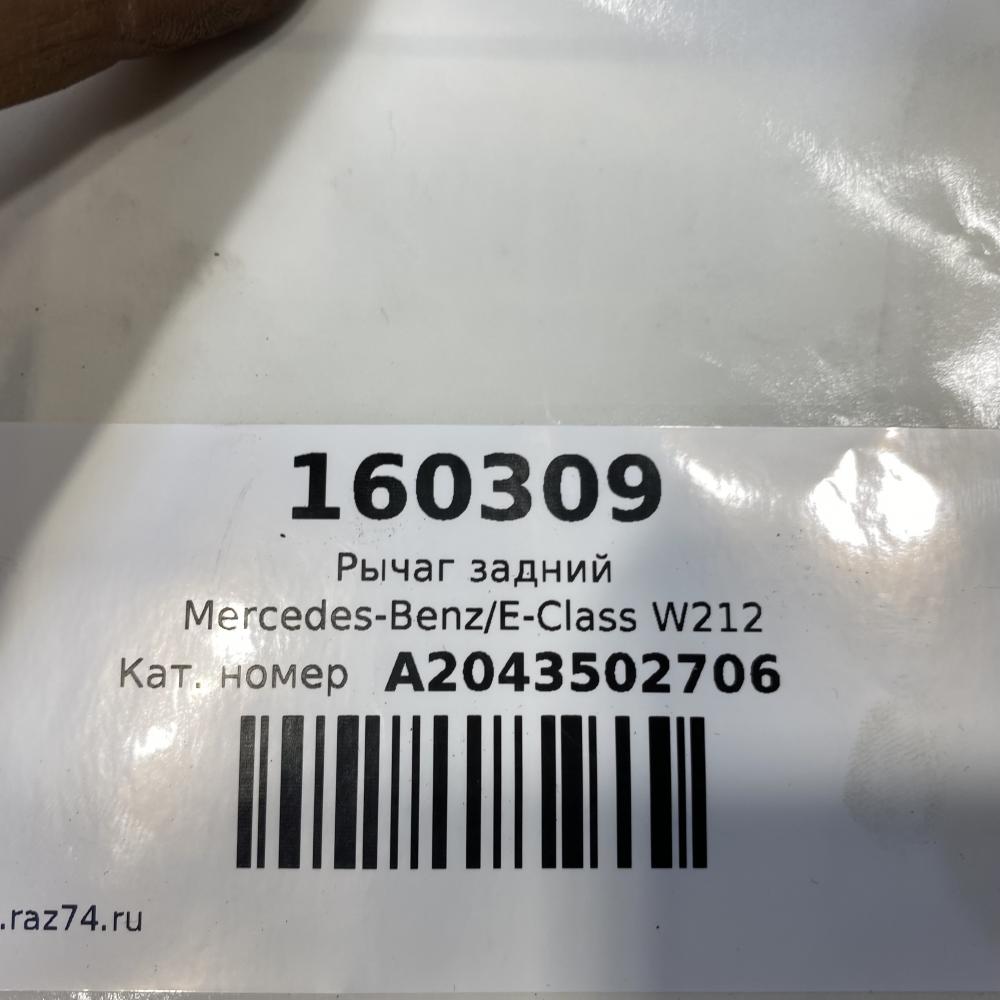 160309
Рычаг задний
Mercedes-Benz/E-Class W212
Кат. номер A2043502706
.raz74.ru